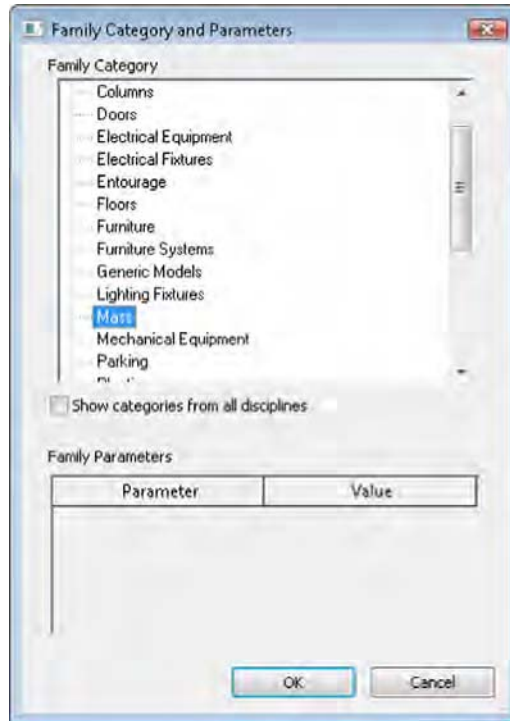 Family Category and Parameters
Family Category
Columns
Doors
Electrical Equipment
Electrical Fixtures
Entourage
Floors
Furniture
Furniture Systems
Generic Models
Lighting Fixtures
Mass
Mechanical Equipment
Parking
Show categories from all disciplines
Family Parameters
Parameter Value
OK Cancel